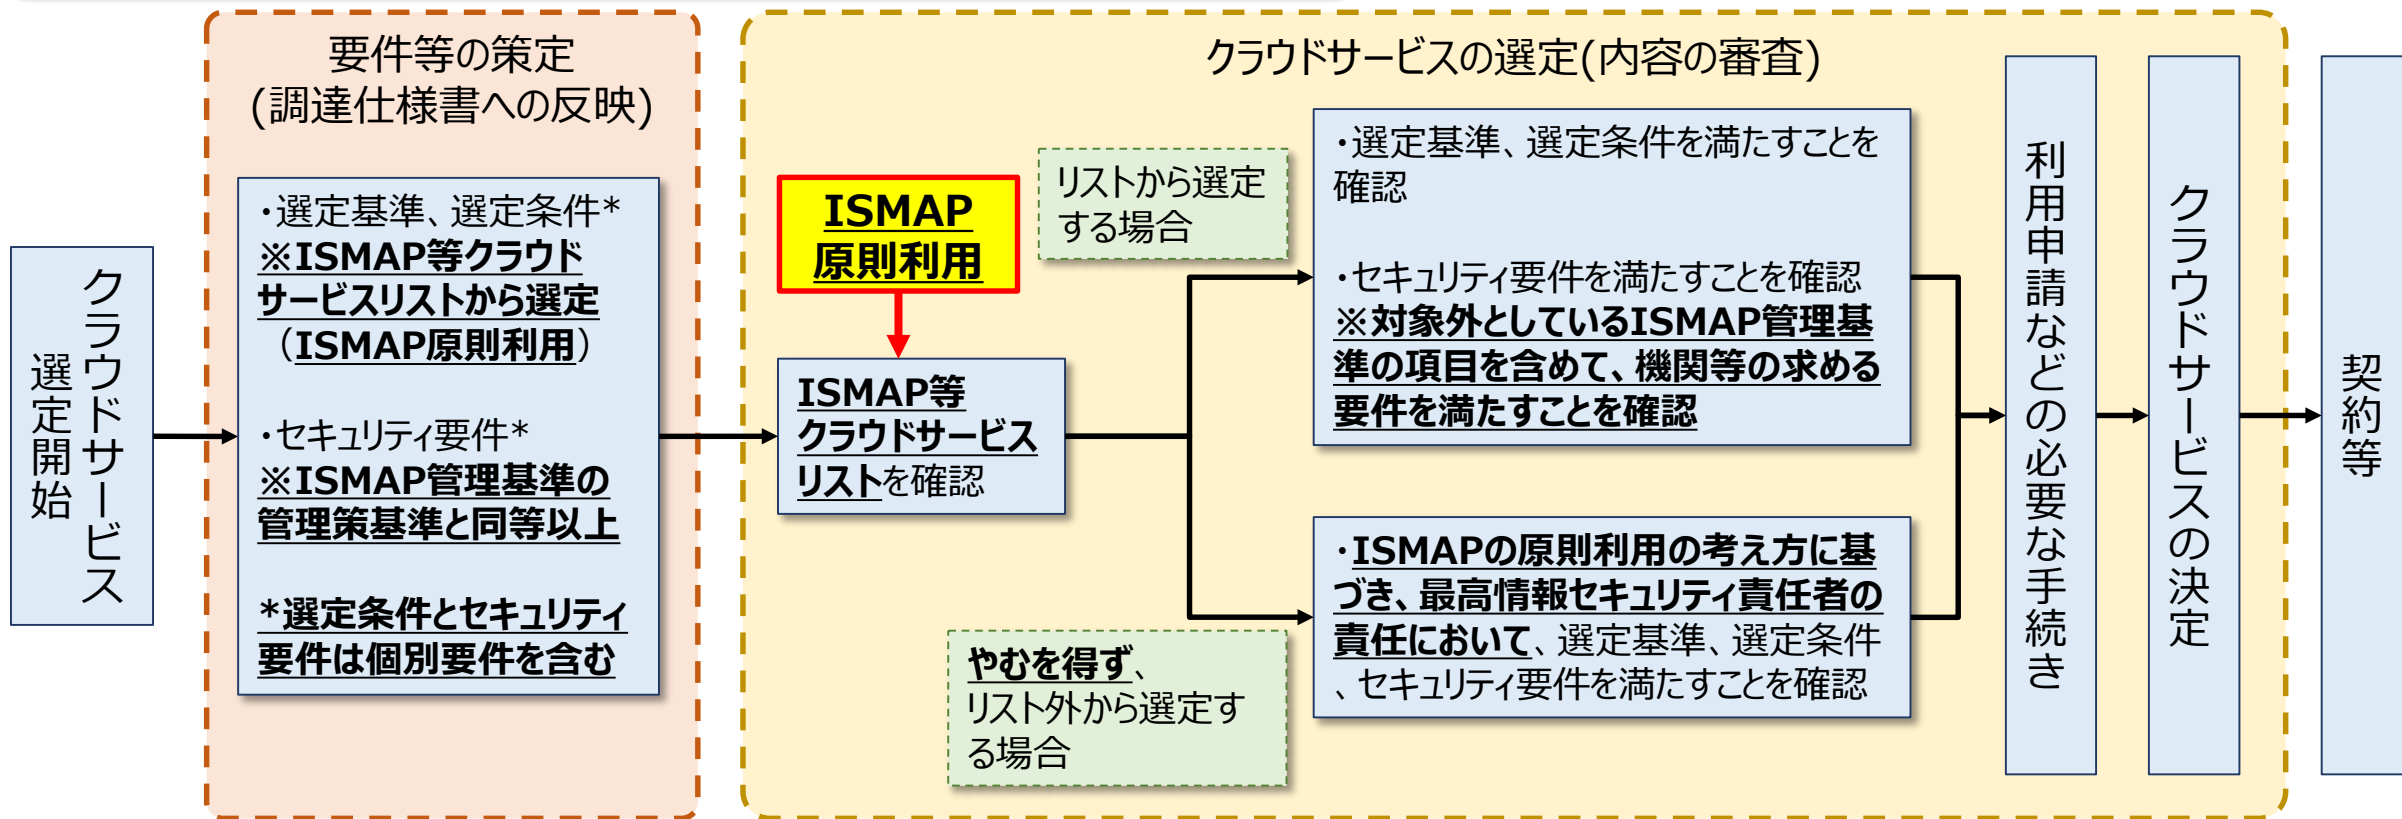 クラウドサービス
選定開始
要件等の策定
(調達仕様書への反映)
・選定基準、選定条件*
※ISMAP等クラウド
サービスリストから選定
（ISMAP原則利用）
・セキュリティ要件*
※ISMAP管理基準の
管理策基準と同等以上
*選定条件とセキュリティ
要件は個別要件を含む
クラウドサービスの選定(内容の審査)
ISMAP
原則利用
ISMAP等
クラウドサービス
リストを確認
リストから選定
する場合
・選定基準、選定条件を満たすことを
確認
・セキュリティ要件を満たすことを確認
※対象外としているISMAP管理基
準の項目を含めて、機関等の求める
要件を満たすことを確認
やむを得ず、
リスト外から選定す
る場合
・ISMAPの原則利用の考え方に基
づき、最高情報セキュリティ責任者の
責任において、選定基準、選定条件
、セキュリティ要件を満たすことを確認
利用申請などの必要な手続き
クラウドサービスの決定
契約等